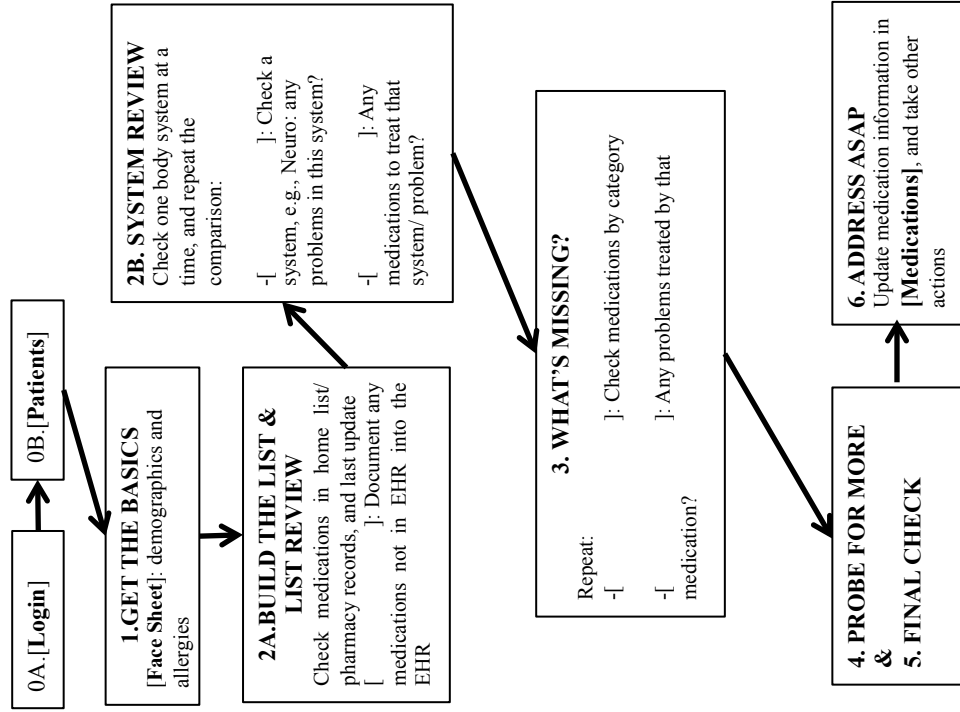 0A.[Login]
0B.[Patients]
1.GET THE BASICS
[Face Sheet]: demographics and
allergies
2A.BUILD THE LIST &
LIST REVIEW
Check medications in home list/
pharmacy records, and last update
[ ]: Document any
medications not in EHR into the
EHR
2B. SYSTEM REVIEW
Check one body system at a
time, and repeat the
comparison:
-[ ]: Check a
system, e.g., Neuro: any
problems in this system?
-[ ]: Any
medications to treat that
system/ problem?
3. WHAT'S MISSING?
Repeat:
-[ ]: Check medications by category
-[ ]: Any problems treated by that
medication?
4. PROBE FOR MORE
&
5. FINAL CHECK
6. ADDRESS ASAP
Update medication information in
[Medications], and take other
actions